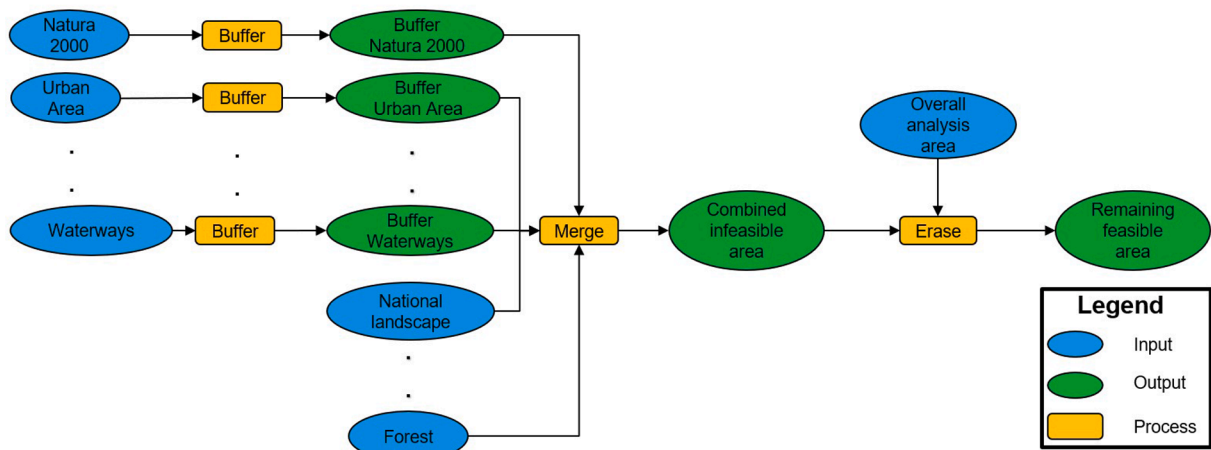 Natura
2000
Buffer
Buffer
Natura 2000
Urban
Area
Buffer
Buffer
Urban Area
Overall
analysis
area
Waterways
Buffer
Buffer
Waterways
Merge
Combined
infeasible
area
Erase
Remaining
feasible
area
National
landscape
Forest
Legend
Input
Output
Process